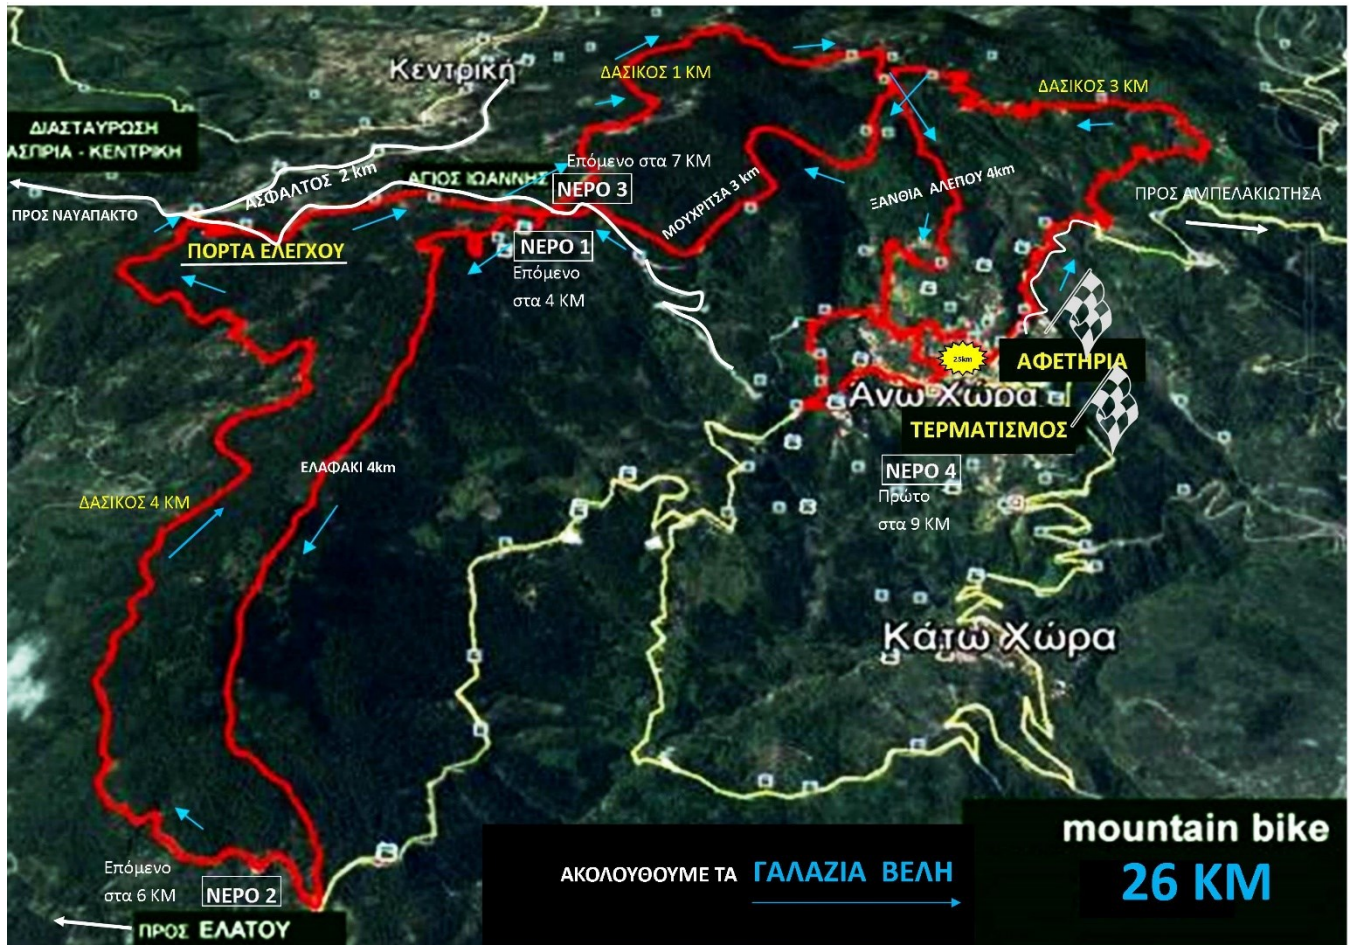 Κεντρική
ΔΑΣΙΚΟΣ 1 ΚΜ
ΔΑΣΙΚΟΣ 3 ΚΜ
ΔΙΑΣΤΑΥΡΩΣΗ
ΑΣΠΡΙΑ - ΚΕΝΤΡΙΚΗ
ΑΣΦΑΛΤΟΣ 2 km
ΑΓΙΟΣ ΙΩΑΝΝΗΣ
Επόμενο στα 7 ΚΜ
ΝΕΡΟ 3
ΜΟΥΧΡΙΤΣΑ 3 km
ΞΑΝΘΙΑ ΑΛΕΠΟΥ 4km
ΠΡΟΣ ΑΜΠΕΛΑΚΙΩΤΗΣΑ
ΠΡΟΣ ΝΑΥΑΠΑΚΤΟ
ΠΟΡΤΑ ΕΛΕΓΧΟΥ
ΝΕΡΟ 1
Επόμενο
στα 4 ΚΜ
23km
ΑΦΕΤΗΡΙΑ
Άνω Χώρα
ΤΕΡΜΑΤΙΣΜΟΣ
ΕΛΑΦΑΚΙ 4km
ΝΕΡΟ 4
Πρώτο
στα 9 ΚΜ
ΔΑΣΙΚΟΣ 4 ΚΜ
Κάτω Χώρα
mountain bike
26 KM
ΑΚΟΛΟΥΘΟΥΜΕ ΤΑ ΓΑΛΑΖΙΑ ΒΕΛΗ
Επόμενο
στα 6 ΚΜ
ΝΕΡΟ 2
ΠΡΟΣ ΕΛΑΤΟΥ